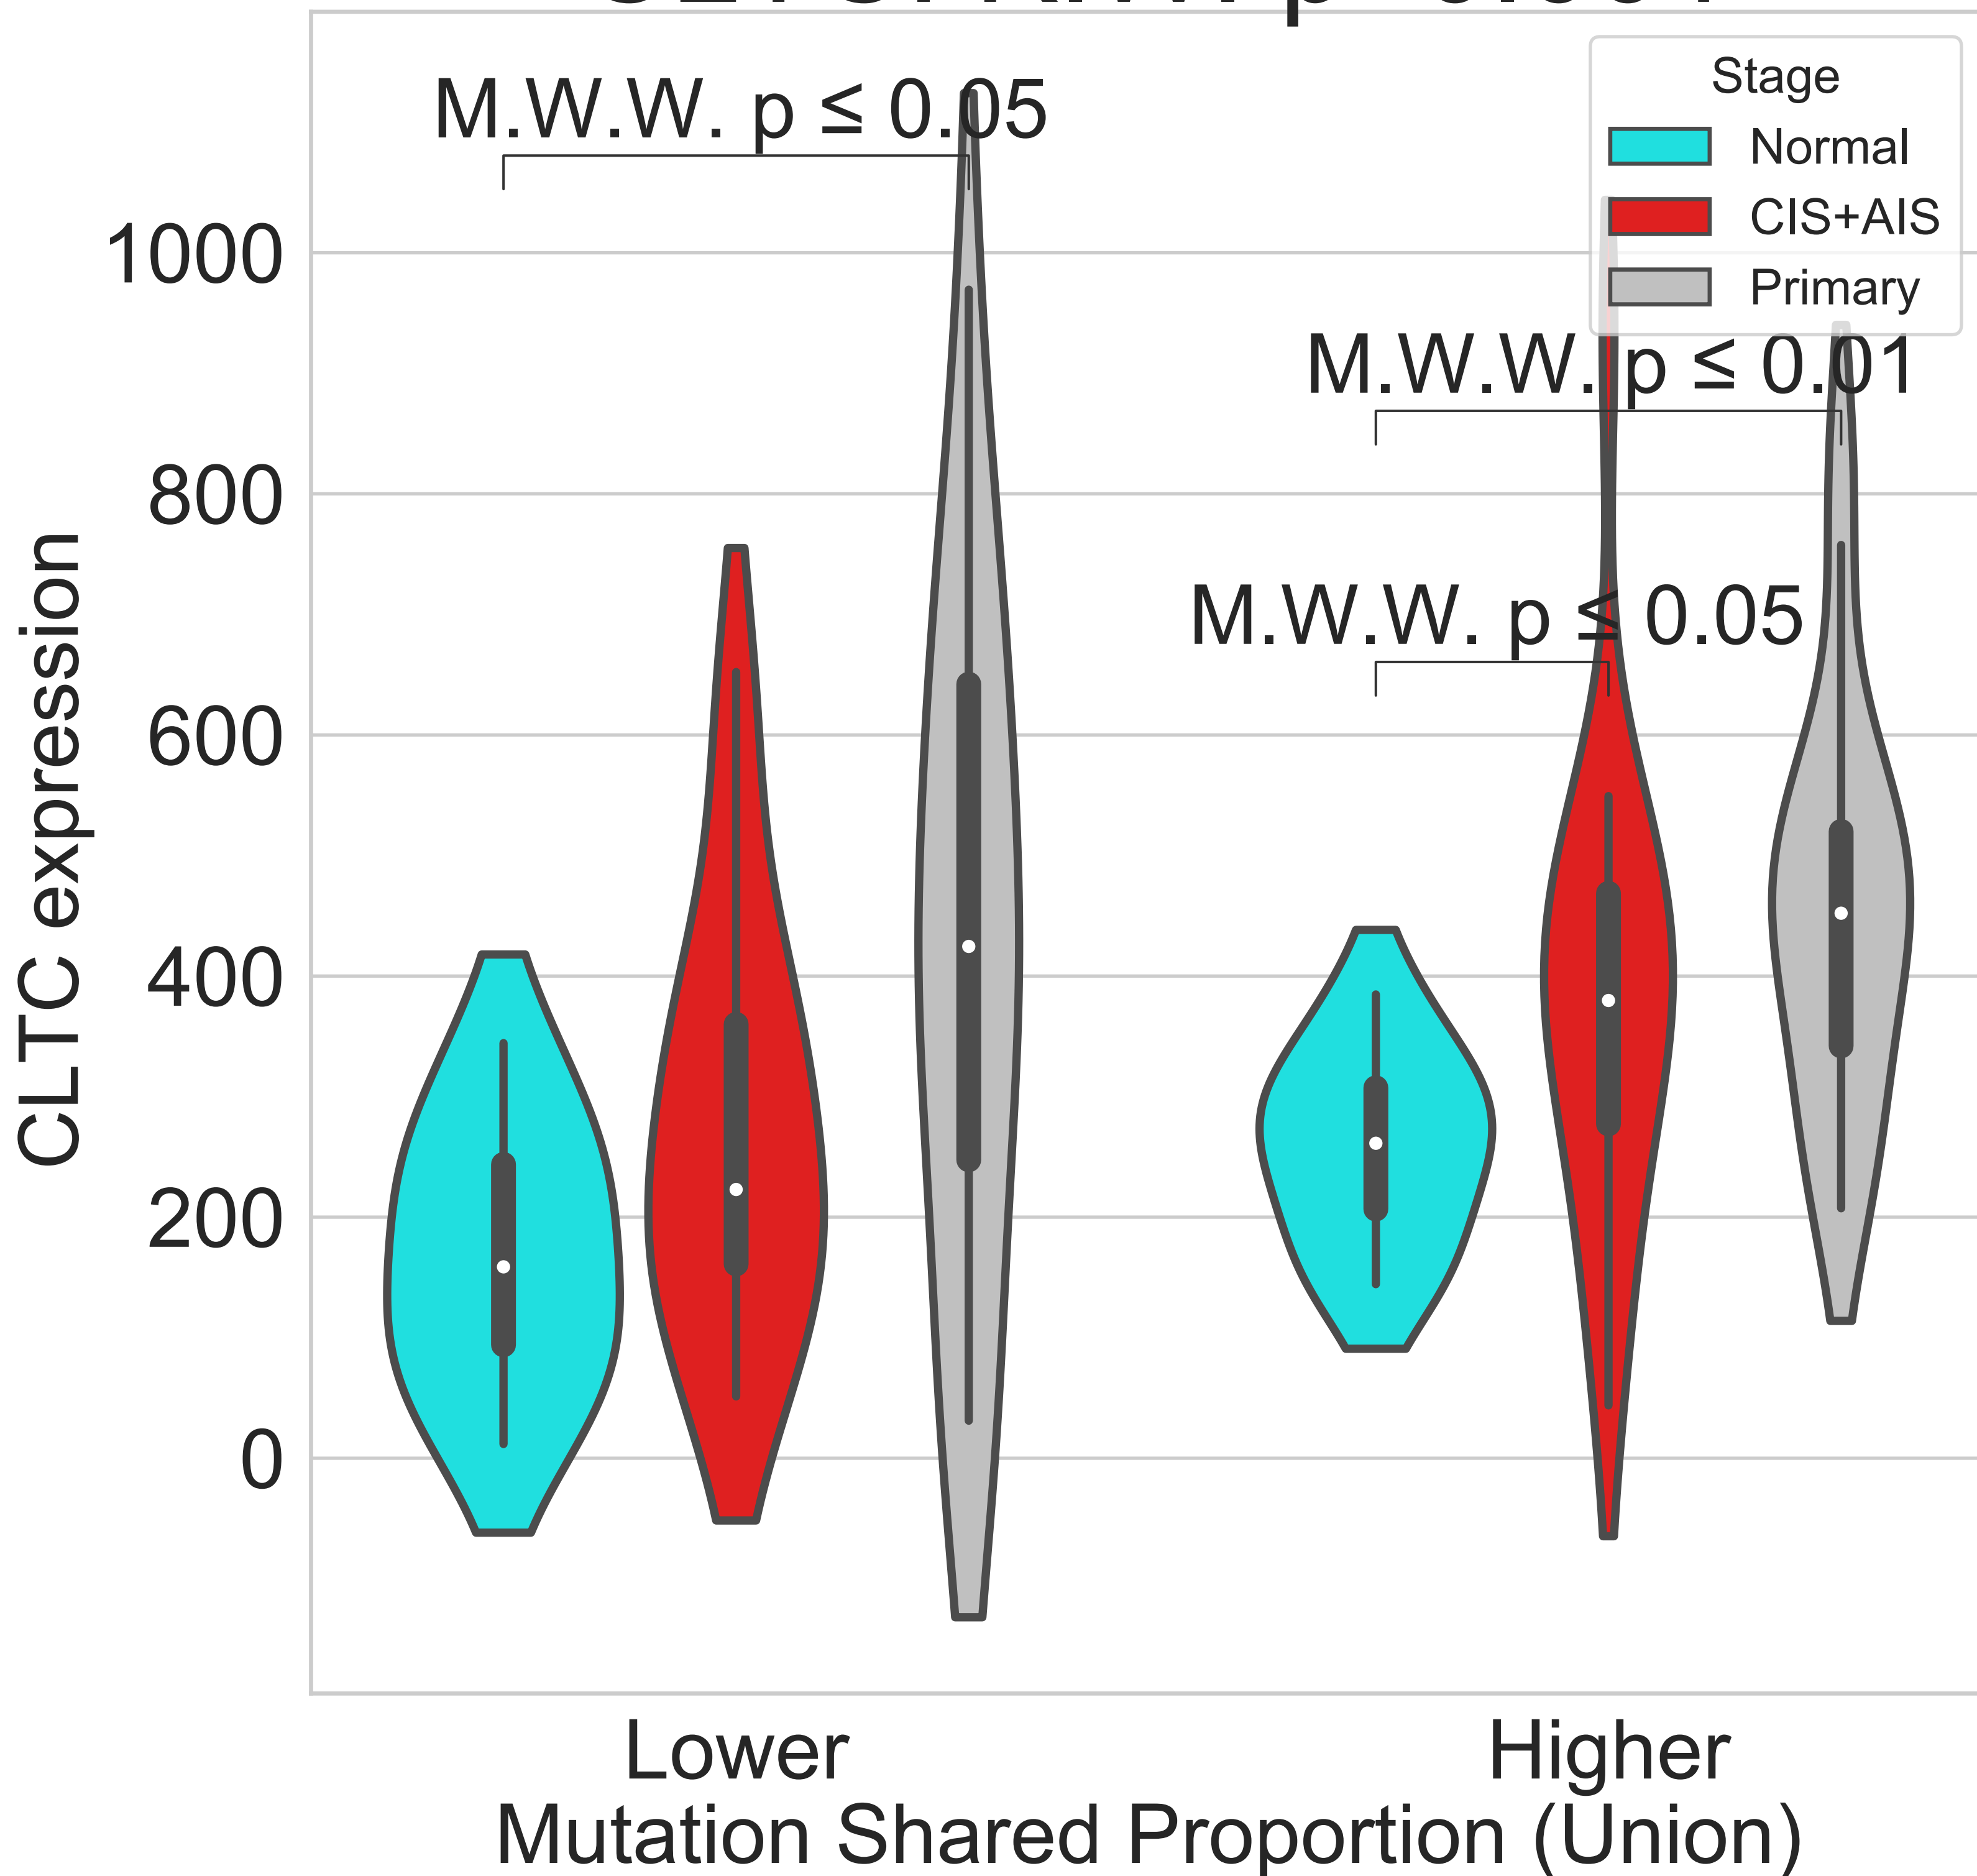 M.W.W. p ≤ 0.05
Stage
Normal
CIS+AIS
Primary
M.W.W. p ≤ 0.01
M.W.W. p ≤ 0.05
CLTC expression
1000
800
600
400
200
0
Lower
Higher
Mutation Shared Proportion (Union)